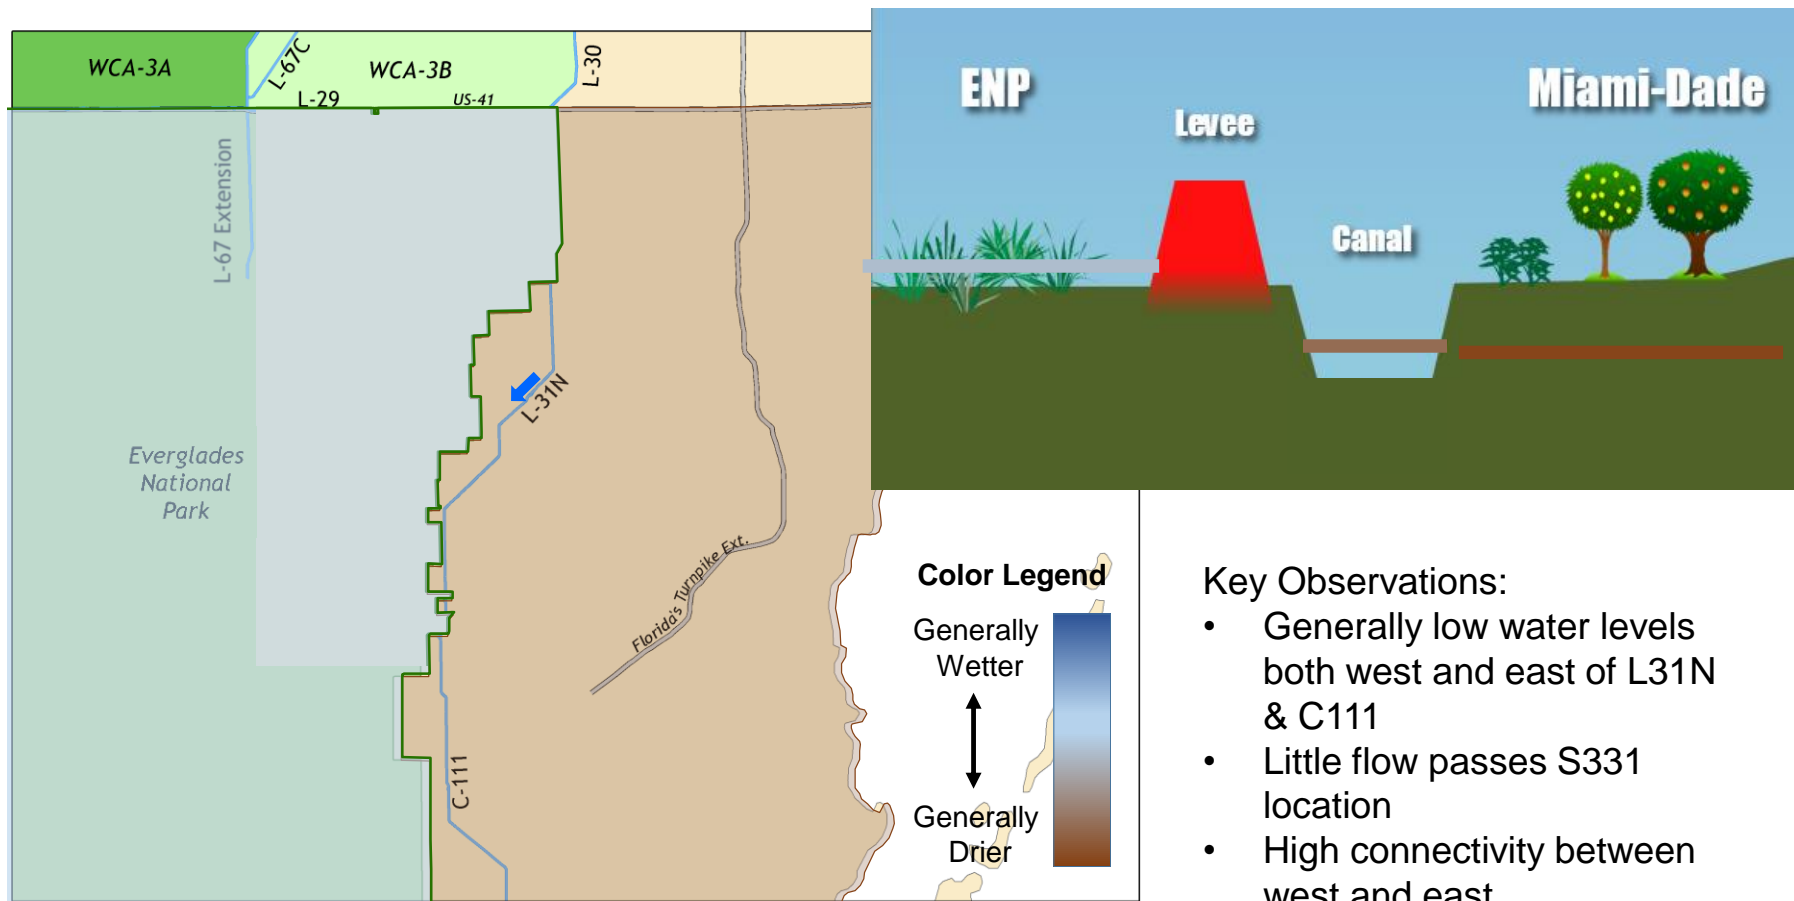 WCA-3A
L-67C
WCA-3B
L-30
L-29
US-41
L-67 Extension
L-31N
Everglades
National
Park
Florida's Turnpike Ext.
C-111
ENP
Levee
Canal
Miami-Dade
Color Legend
Generally
Wetter
Generally
Drier
Key Observations:
• Generally low water levels
both west and east of L31N
& C111
• Little flow passes S331
location
• High connectivity between
west and east